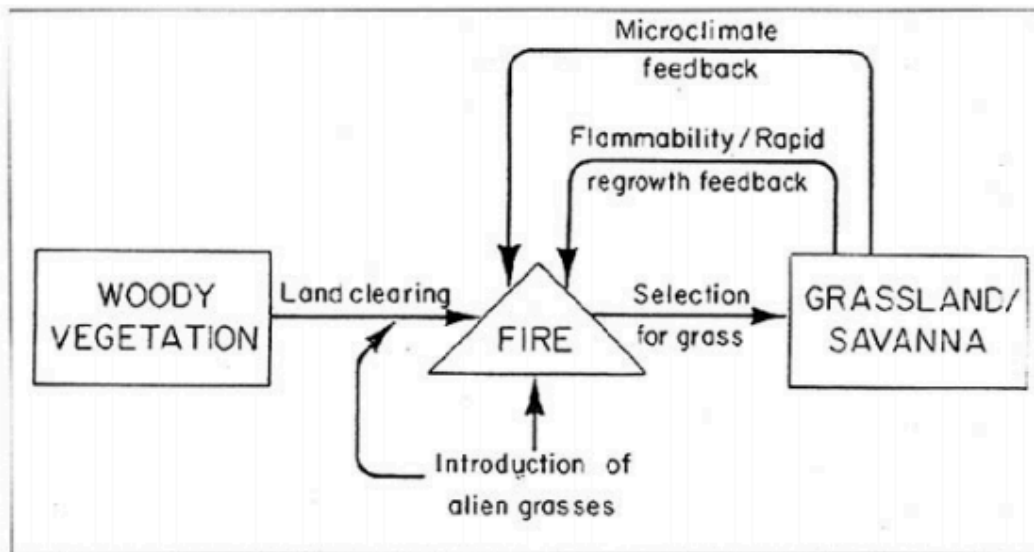 Microclimate
feedback
Flammability/Rapid
regrowth feedback
WOODY
VEGETATION
Land clearing
FIRE
Selection
for grass
GRASSLAND/
SAVANNA
Introduction of
alien grasses